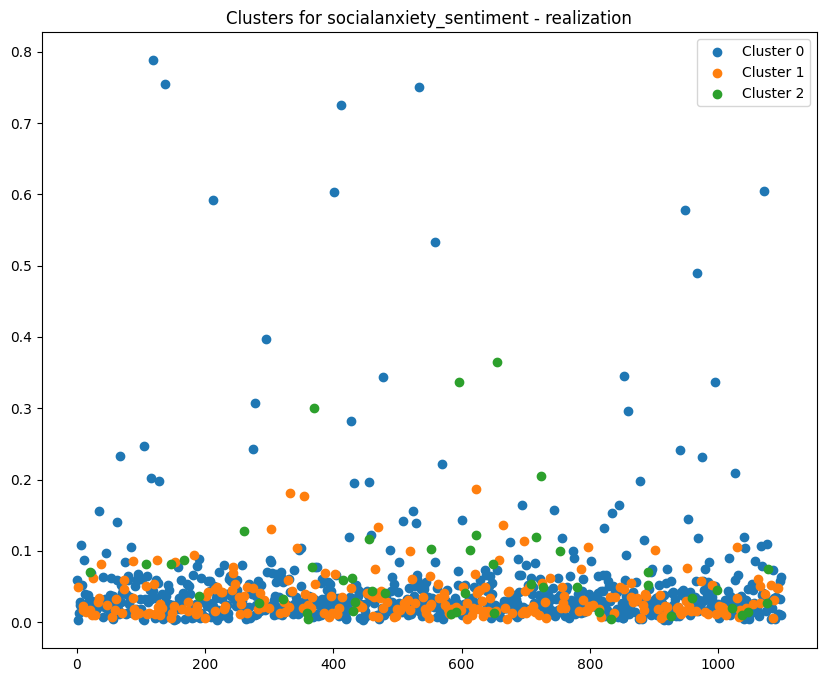 Clusters for socialanxiety_sentiment - realization
Cluster 0
Cluster 1
Cluster 2
0.8
0.7
0.6
0.5
0.4
0.3
0.2
0.1
0.0
0 200 400 600 800 1000